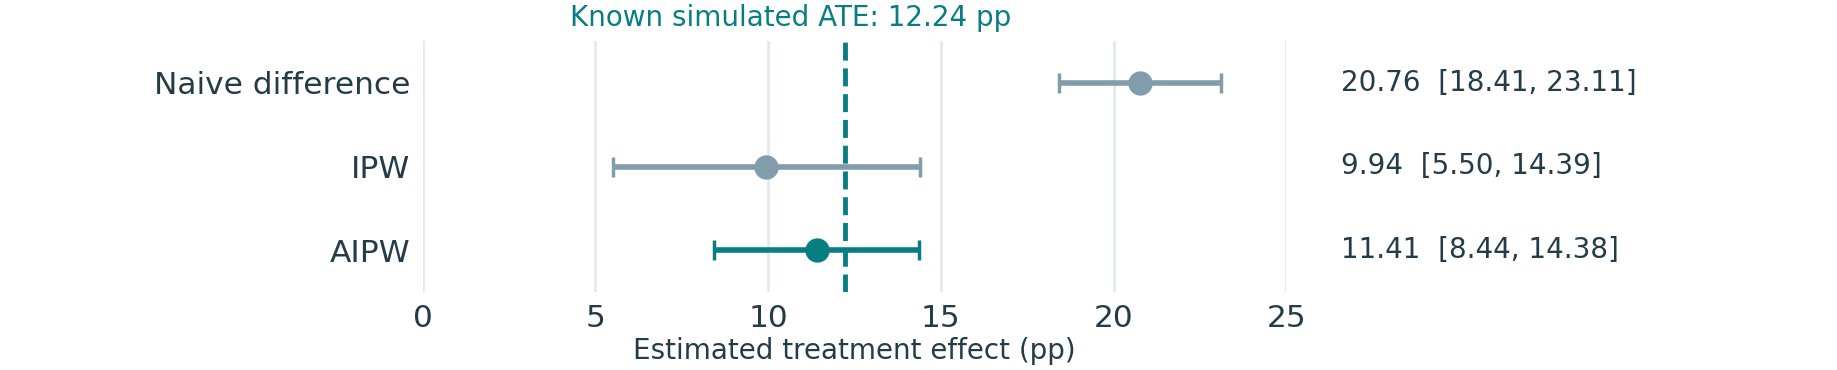 Known simulated ATE: 12.24 pp
Naive difference 20.76 [18.41, 23.11]
IPW 9.94 [5.50, 14.39]
AIPW 11.41 [8.44, 14.38]
0 5 10 15 20 25
Estimated treatment effect (pp)